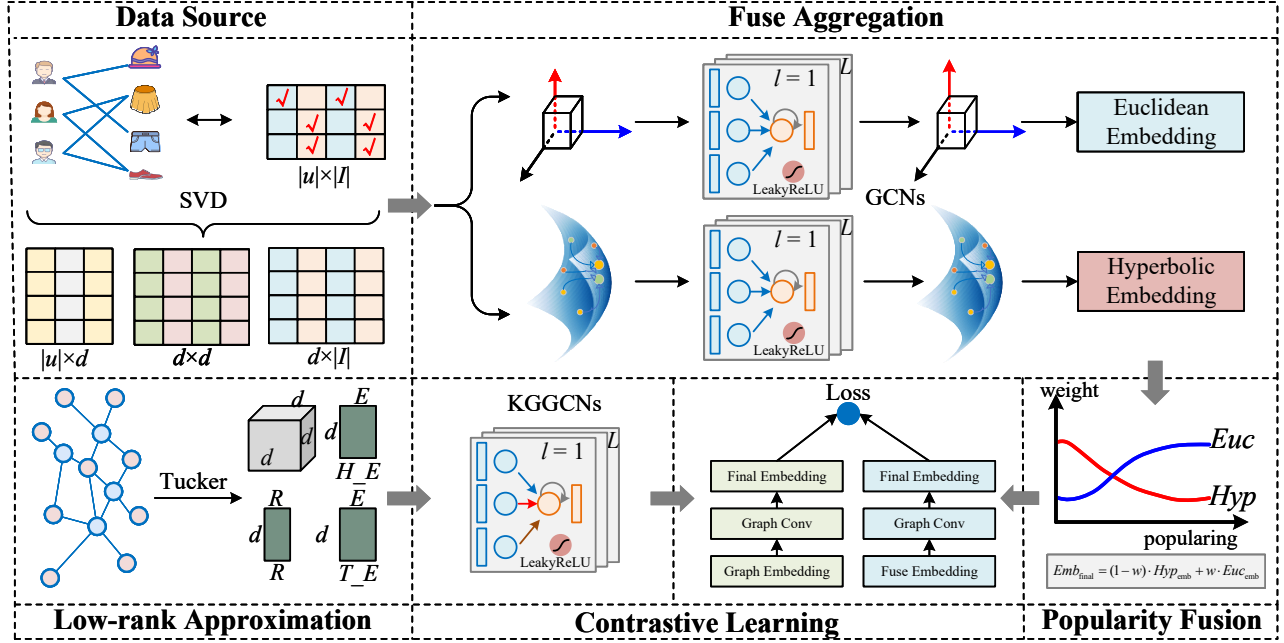 Data Source
Fuse Aggregation
|u|×|I|
SVD
|u|×d
d×d
d×|I|
l = 1
L
LeakyReLU
GCNs
Euclidean
Embedding
l = 1
L
LeakyReLU
Hyperbolic
Embedding
Tucker
d
d
d
E
d
H_E
R
d
R
E
d
T_E
KGGCNs
l = 1
L
LeakyReLU
Loss
Final Embedding
Graph Conv
Graph Embedding
Final Embedding
Graph Conv
Fuse Embedding
weight
Euc
Hyp
popularing
Emb_final = (1−w)·Hyp_emb + w·Euc_emb
Low-rank Approximation
Contrastive Learning
Popularity Fusion